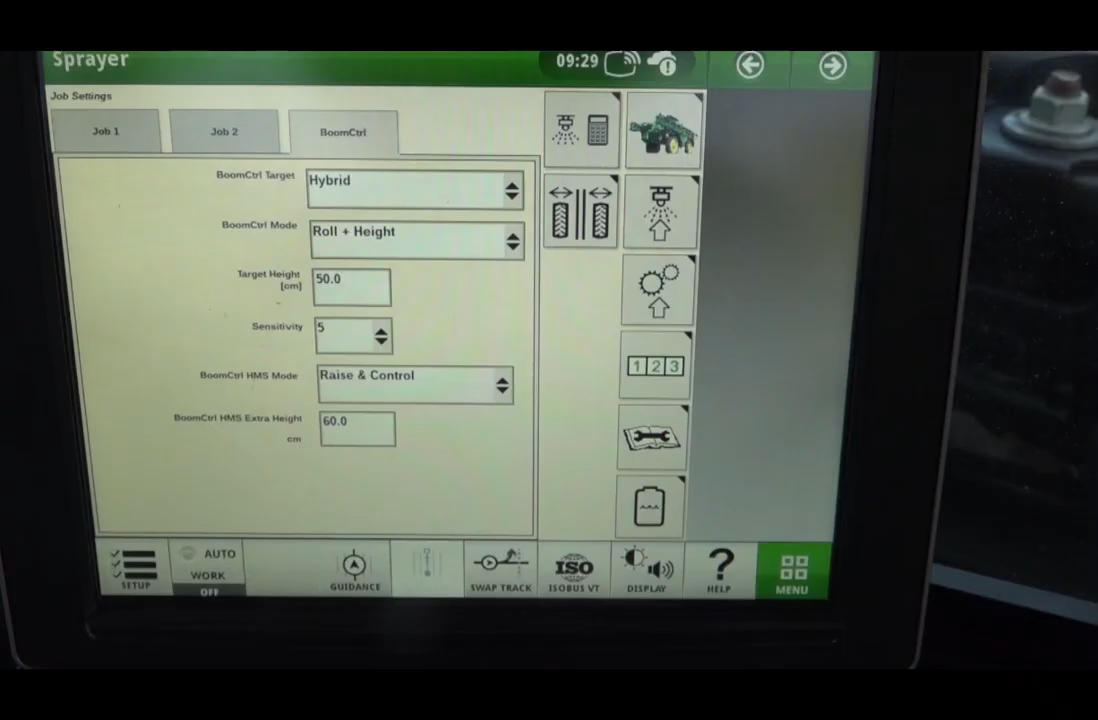 Sprayer
09:29
Job Settings
Job 1
Job 2
BoomCtrl
BoomCtrl Target
Hybrid
BoomCtrl Mode
Roll + Height
Target Height
[cm]
50.0
Sensitivity
5
BoomCtrl HMS Mode
Raise & Control
BoomCtrl HMS Extra Height
cm
60.0
1 2 3
SETUP
AUTO
WORK
OFF
GUIDANCE
SWAP TRACK
ISO
ISOBUS VT
DISPLAY
?
HELP
MENU